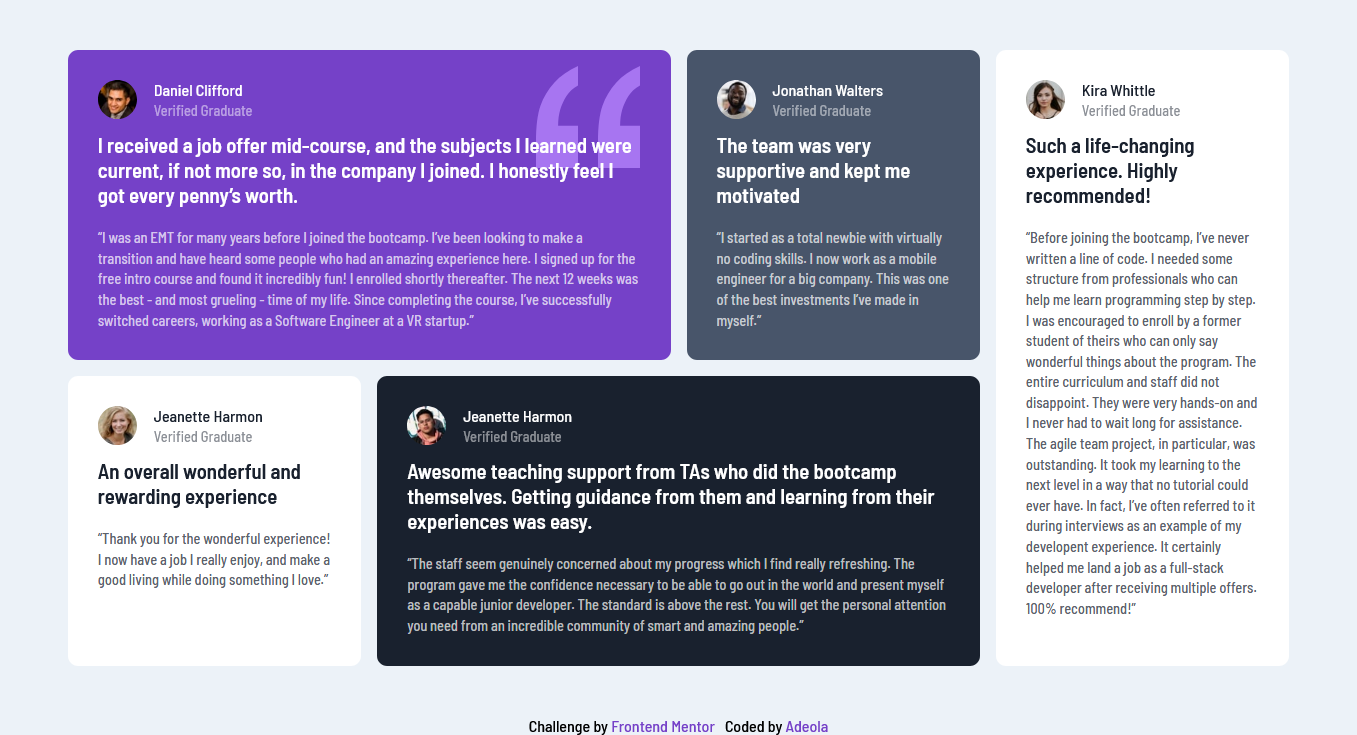 Daniel Clifford
Verified Graduate
I received a job offer mid-course, and the subjects I learned were
current, if not more so, in the company I joined. I honestly feel I
got every penny’s worth.
“I was an EMT for many years before I joined the bootcamp. I’ve been looking to make a
transition and have heard some people who had an amazing experience here. I signed up for the
free intro course and found it incredibly fun! I enrolled shortly thereafter. The next 12 weeks was
the best - and most grueling - time of my life. Since completing the course, I’ve successfully
switched careers, working as a Software Engineer at a VR startup.”
Jonathan Walters
Verified Graduate
The team was very
supportive and kept me
motivated
“I started as a total newbie with virtually
no coding skills. I now work as a mobile
engineer for a big company. This was one
of the best investments I’ve made in
myself.”
Kira Whittle
Verified Graduate
Such a life-changing
experience. Highly
recommended!
“Before joining the bootcamp, I’ve never
written a line of code. I needed some
structure from professionals who can
help me learn programming step by step.
I was encouraged to enroll by a former
student of theirs who can only say
wonderful things about the program. The
entire curriculum and staff did not
disappoint. They were very hands-on and
I never had to wait long for assistance.
The agile team project, in particular, was
outstanding. It took my learning to the
next level in a way that no tutorial could
ever have. In fact, I’ve often referred to it
during interviews as an example of my
developent experience. It certainly
helped me land a job as a full-stack
developer after receiving multiple offers.
100% recommend!”
Jeanette Harmon
Verified Graduate
An overall wonderful and
rewarding experience
“Thank you for the wonderful experience!
I now have a job I really enjoy, and make a
good living while doing something I love.”
Jeanette Harmon
Verified Graduate
Awesome teaching support from TAs who did the bootcamp
themselves. Getting guidance from them and learning from their
experiences was easy.
“The staff seem genuinely concerned about my progress which I find really refreshing. The
program gave me the confidence necessary to be able to go out in the world and present myself
as a capable junior developer. The standard is above the rest. You will get the personal attention
you need from an incredible community of smart and amazing people.”
Challenge by Frontend Mentor Coded by Adeola